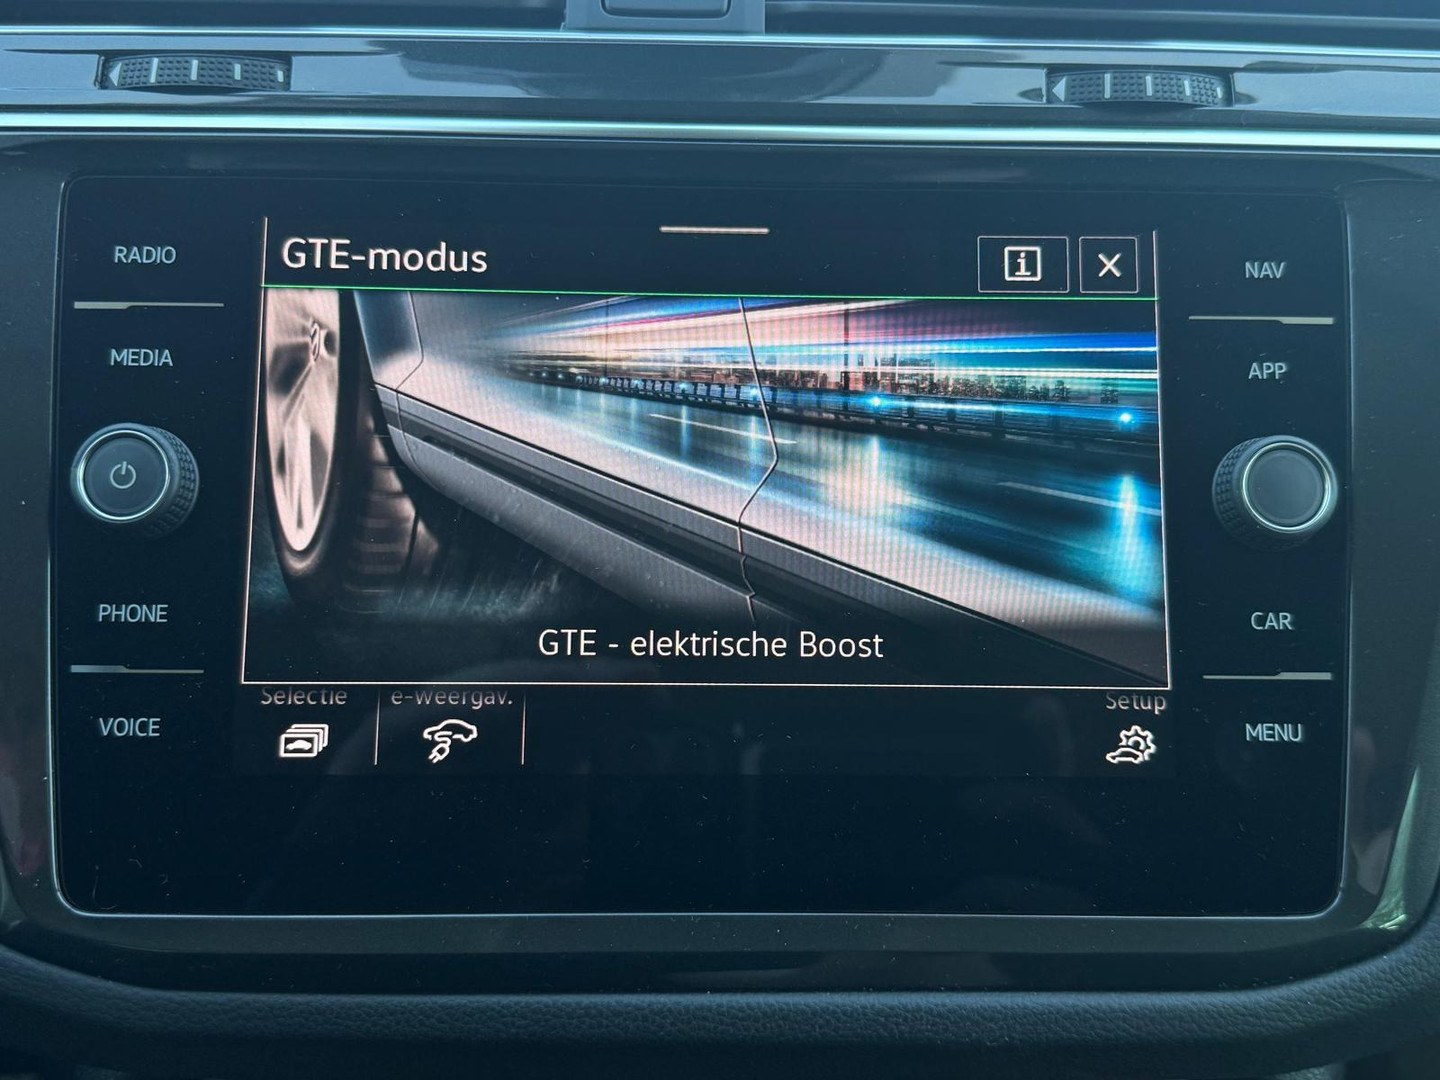 RADIO
MEDIA
PHONE
VOICE
GTE-modus
i X
GTE - elektrische Boost
Selectie
e-weergav.
Setup
NAV
APP
CAR
MENU